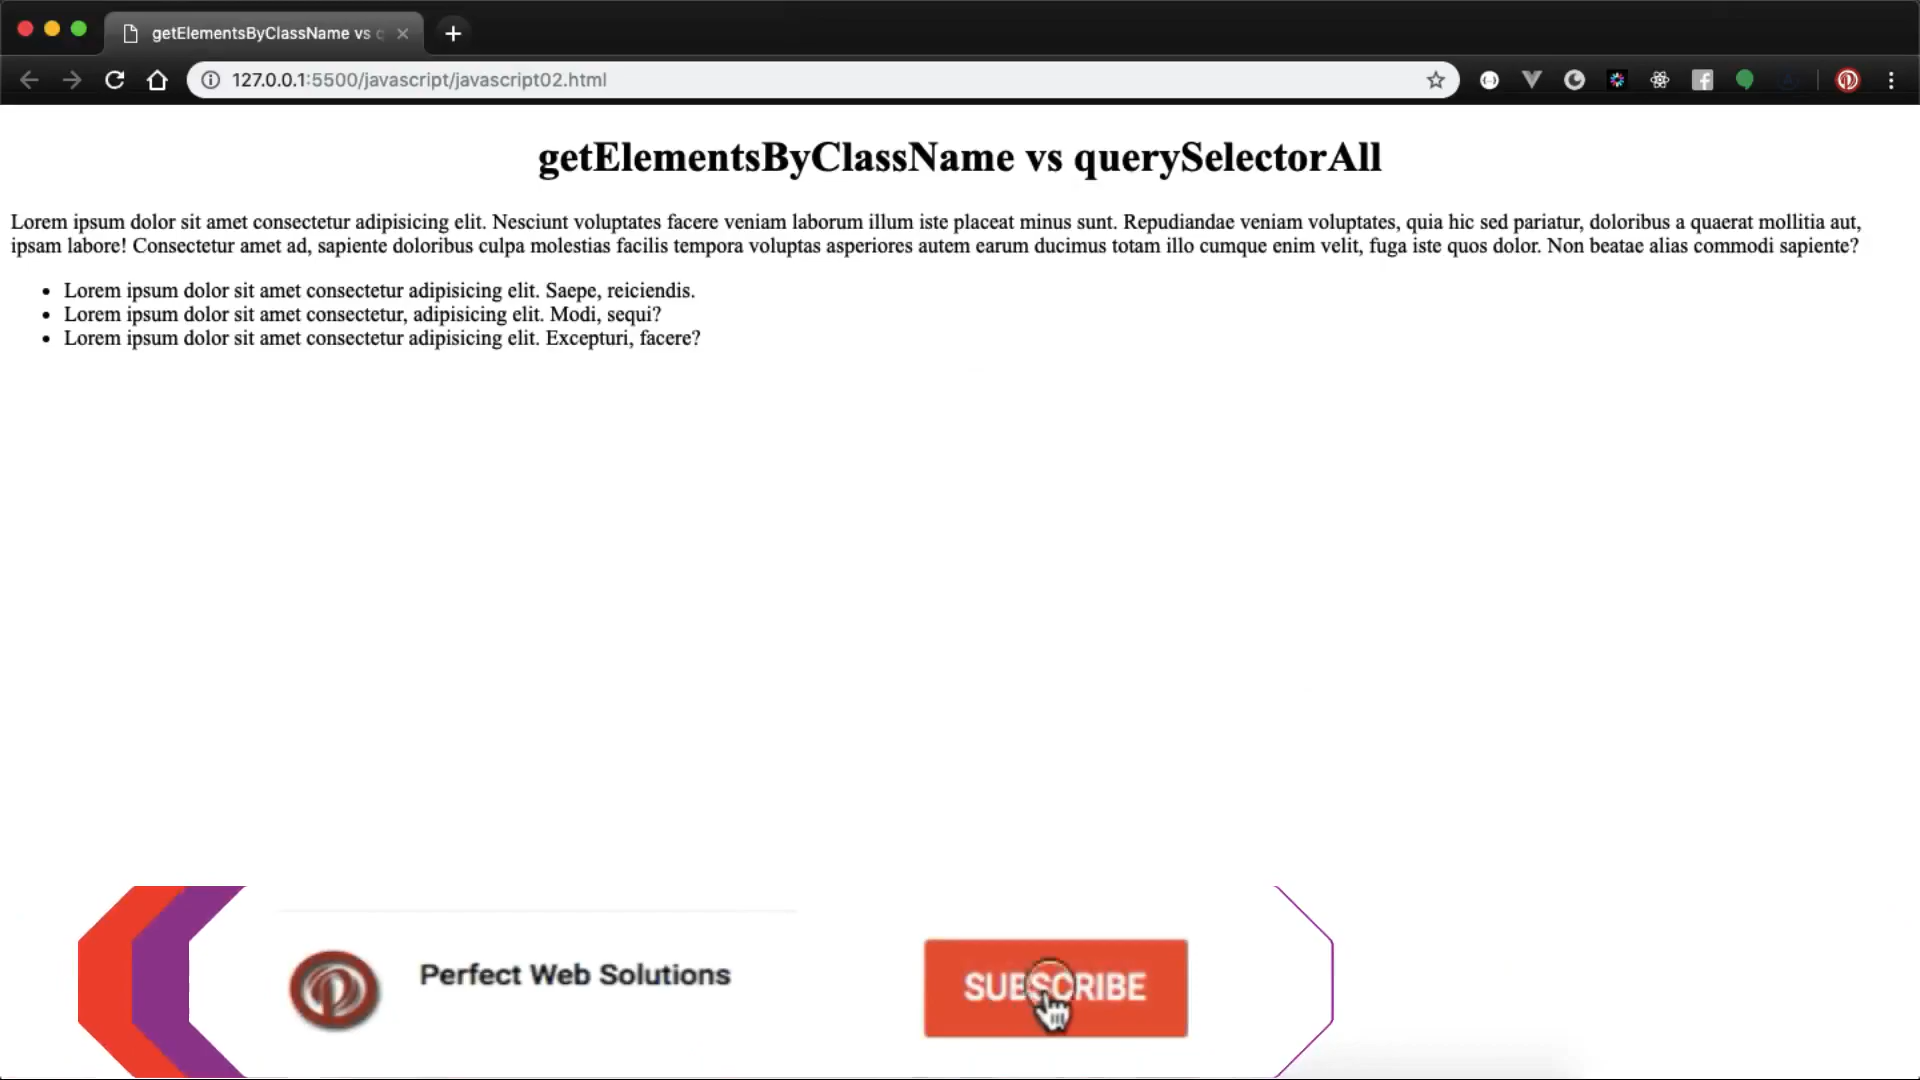 getElementsByClassName vs
127.0.0.1:5500/javascript/javascript02.html
getElementsByClassName vs querySelectorAll
Lorem ipsum dolor sit amet consectetur adipisicing elit. Nesciunt voluptates facere veniam laborum illum iste placeat minus sunt. Repudiandae veniam voluptates, quia hic sed pariatur, doloribus a quaerat mollitia aut,
ipsam labore! Consectetur amet ad, sapiente doloribus culpa molestias facilis tempora voluptas asperiores autem earum ducimus totam illo cumque enim velit, fuga iste quos dolor. Non beatae alias commodi sapiente?
Lorem ipsum dolor sit amet consectetur adipisicing elit. Saepe, reiciendis.
Lorem ipsum dolor sit amet consectetur, adipisicing elit. Modi, sequi?
Lorem ipsum dolor sit amet consectetur adipisicing elit. Excepturi, facere?
Perfect Web Solutions
SUBSCRIBE